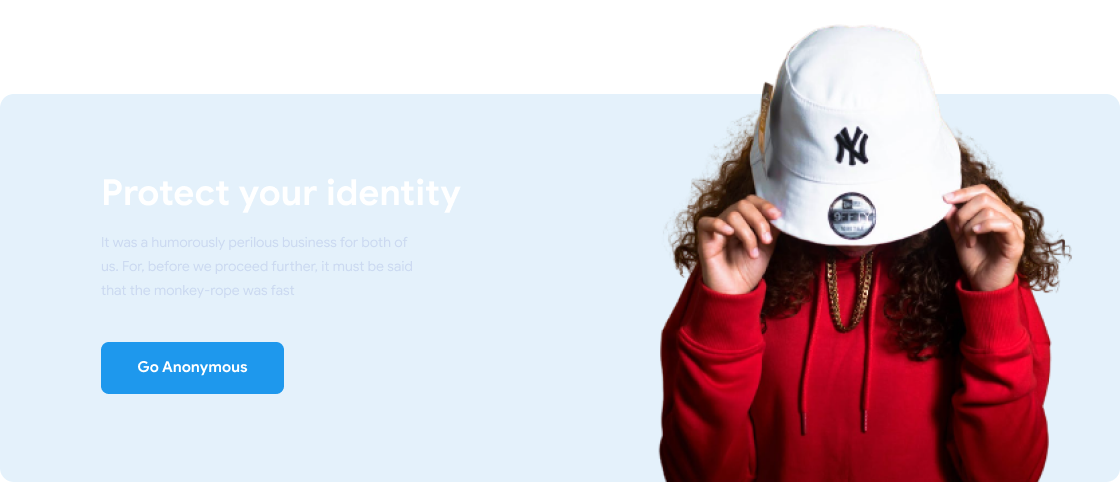 NY
9FIFTY
Protect your identity
It was a humorously perilous business for both of
us. For, before we proceed further, it must be said
that the monkey-rope was fast
Go Anonymous